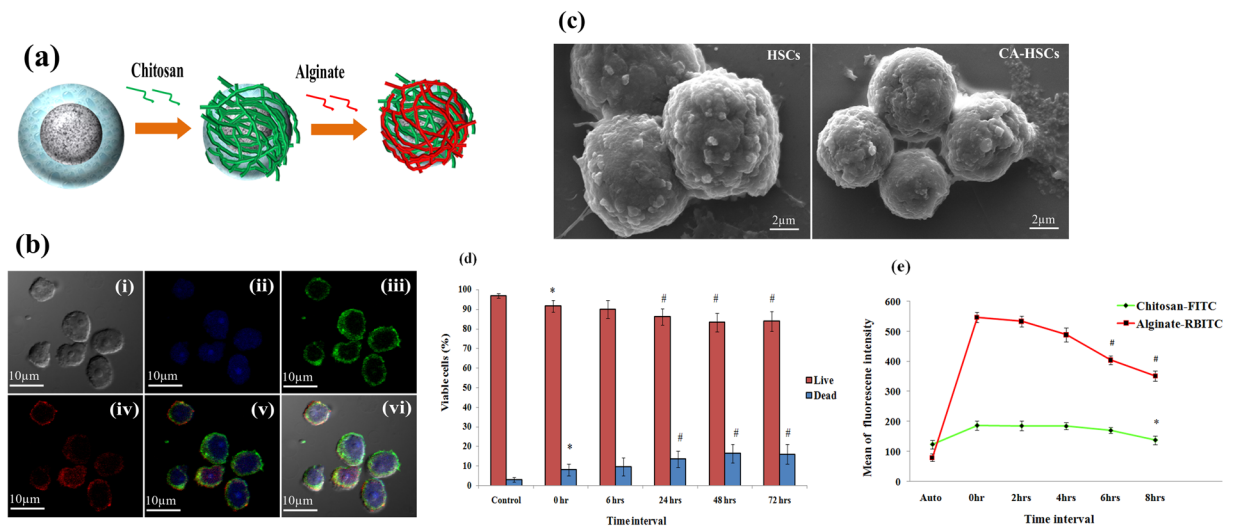 (a)
Chitosan
Alginate
(b)
(i)
10µm
(ii)
10µm
(iii)
10µm
(iv)
10µm
(v)
10µm
(vi)
10µm
(c)
HSCs
2µm
CA-HSCs
2µm
(d)
Viable cells (%)
100
90
80
70
60
50
40
30
20
10
0
*
#
#
#
*
#
#
#
Live
Dead
Control
0 hr
6 hrs
24 hrs
48 hrs
72 hrs
Time interval
(e)
Mean of fluorescene intensity
600
500
400
300
200
100
0
Chitosan-FITC
Alginate-RBITC
#
#
*
Auto
0hr
2hrs
4hrs
6hrs
8hrs
Time interval